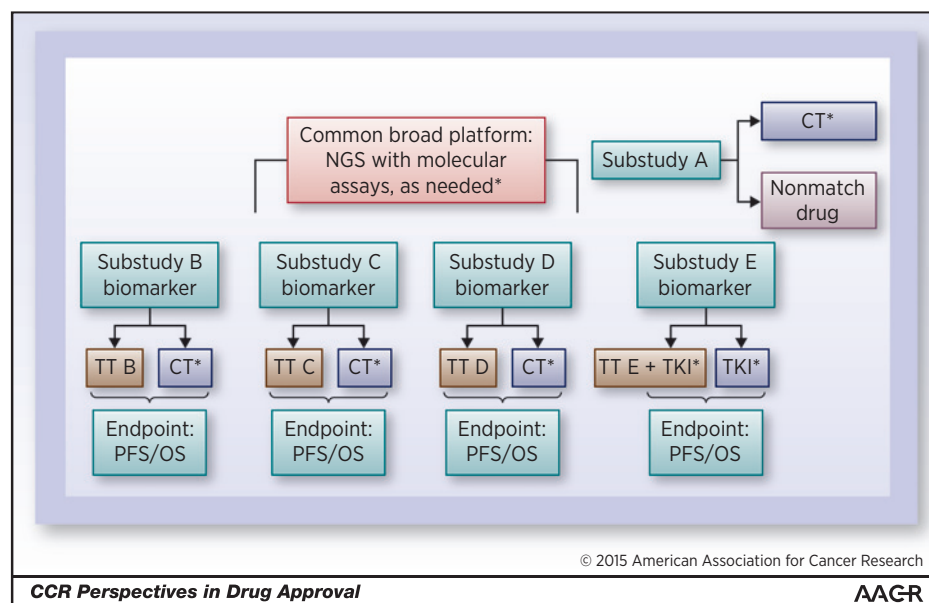 Common broad platform:
NGS with molecular
assays, as needed*
Substudy A
CT*
Nonmatch
drug
Substudy B
biomarker
Substudy C
biomarker
Substudy D
biomarker
Substudy E
biomarker
TT B
CT*
TT C
CT*
TT D
CT*
TT E + TKI*
TKI*
Endpoint:
PFS/OS
Endpoint:
PFS/OS
Endpoint:
PFS/OS
Endpoint:
PFS/OS
© 2015 American Association for Cancer Research
CCR Perspectives in Drug Approval
AACR